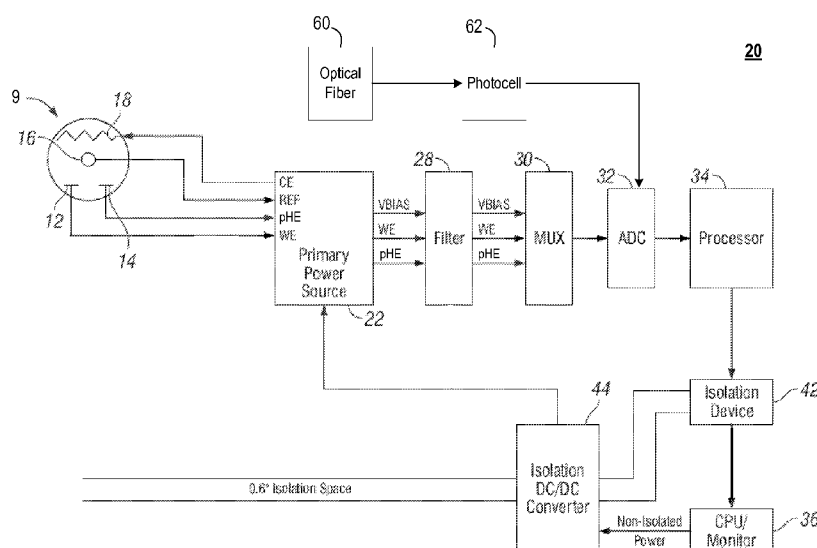 60
62
20
Optical
Fiber
Photocell
9
18
16
12
14
CE
REF
pHE
WE
Primary
Power
Source
22
VBIAS
WE
pHE
28
Filter
VBIAS
WE
pHE
30
MUX
32
ADC
34
Processor
Isolation
Device
42
44
Isolation
DC/DC
Converter
0.6" Isolation Space
Non-Isolated
Power
CPU/
Monitor
36